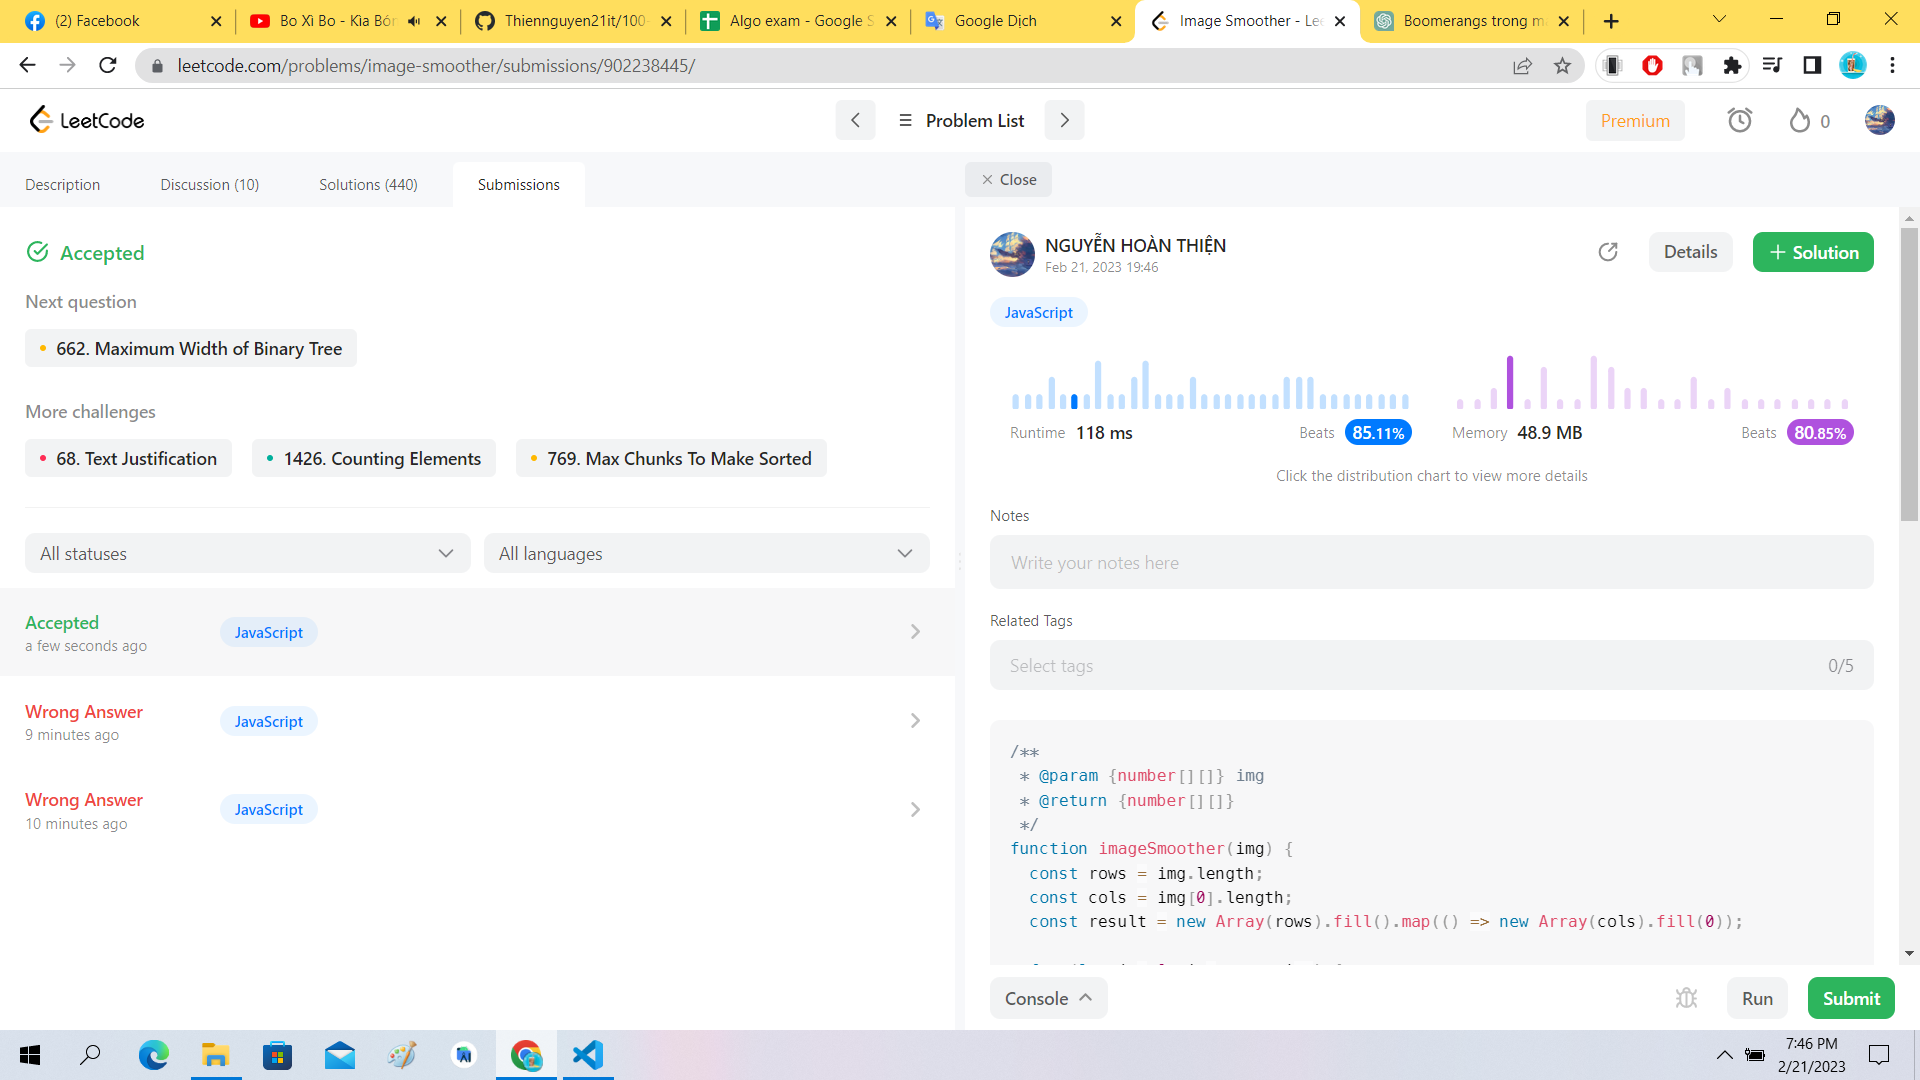 (2) Facebook
Bo Xì Bo - Kìa Bón
Thiennguyen21it/100-
Algo exam - Google S
Google Dịch
Image Smoother - Lee
Boomerangs trong m
leetcode.com/problems/image-smoother/submissions/902238445/
LeetCode
Problem List
Premium
0
Description
Discussion (10)
Solutions (440)
Submissions
Close
Accepted
Next question
662. Maximum Width of Binary Tree
More challenges
68. Text Justification
1426. Counting Elements
769. Max Chunks To Make Sorted
All statuses
All languages
Accepted
a few seconds ago
JavaScript
Wrong Answer
9 minutes ago
JavaScript
Wrong Answer
10 minutes ago
JavaScript
NGUYỄN HOÀN THIỆN
Feb 21, 2023 19:46
Details
+ Solution
JavaScript
Runtime 118 ms
Beats 85.11%
Memory 48.9 MB
Beats 80.85%
Click the distribution chart to view more details
Notes
Write your notes here
Related Tags
Select tags
0/5
/**
* @param {number[][]} img
* @return {number[][]}
*/
function imageSmoother(img) {
const rows = img.length;
const cols = img[0].length;
const result = new Array(rows).fill().map(() => new Array(cols).fill(0));
Console
Run
Submit
7:46 PM
2/21/2023